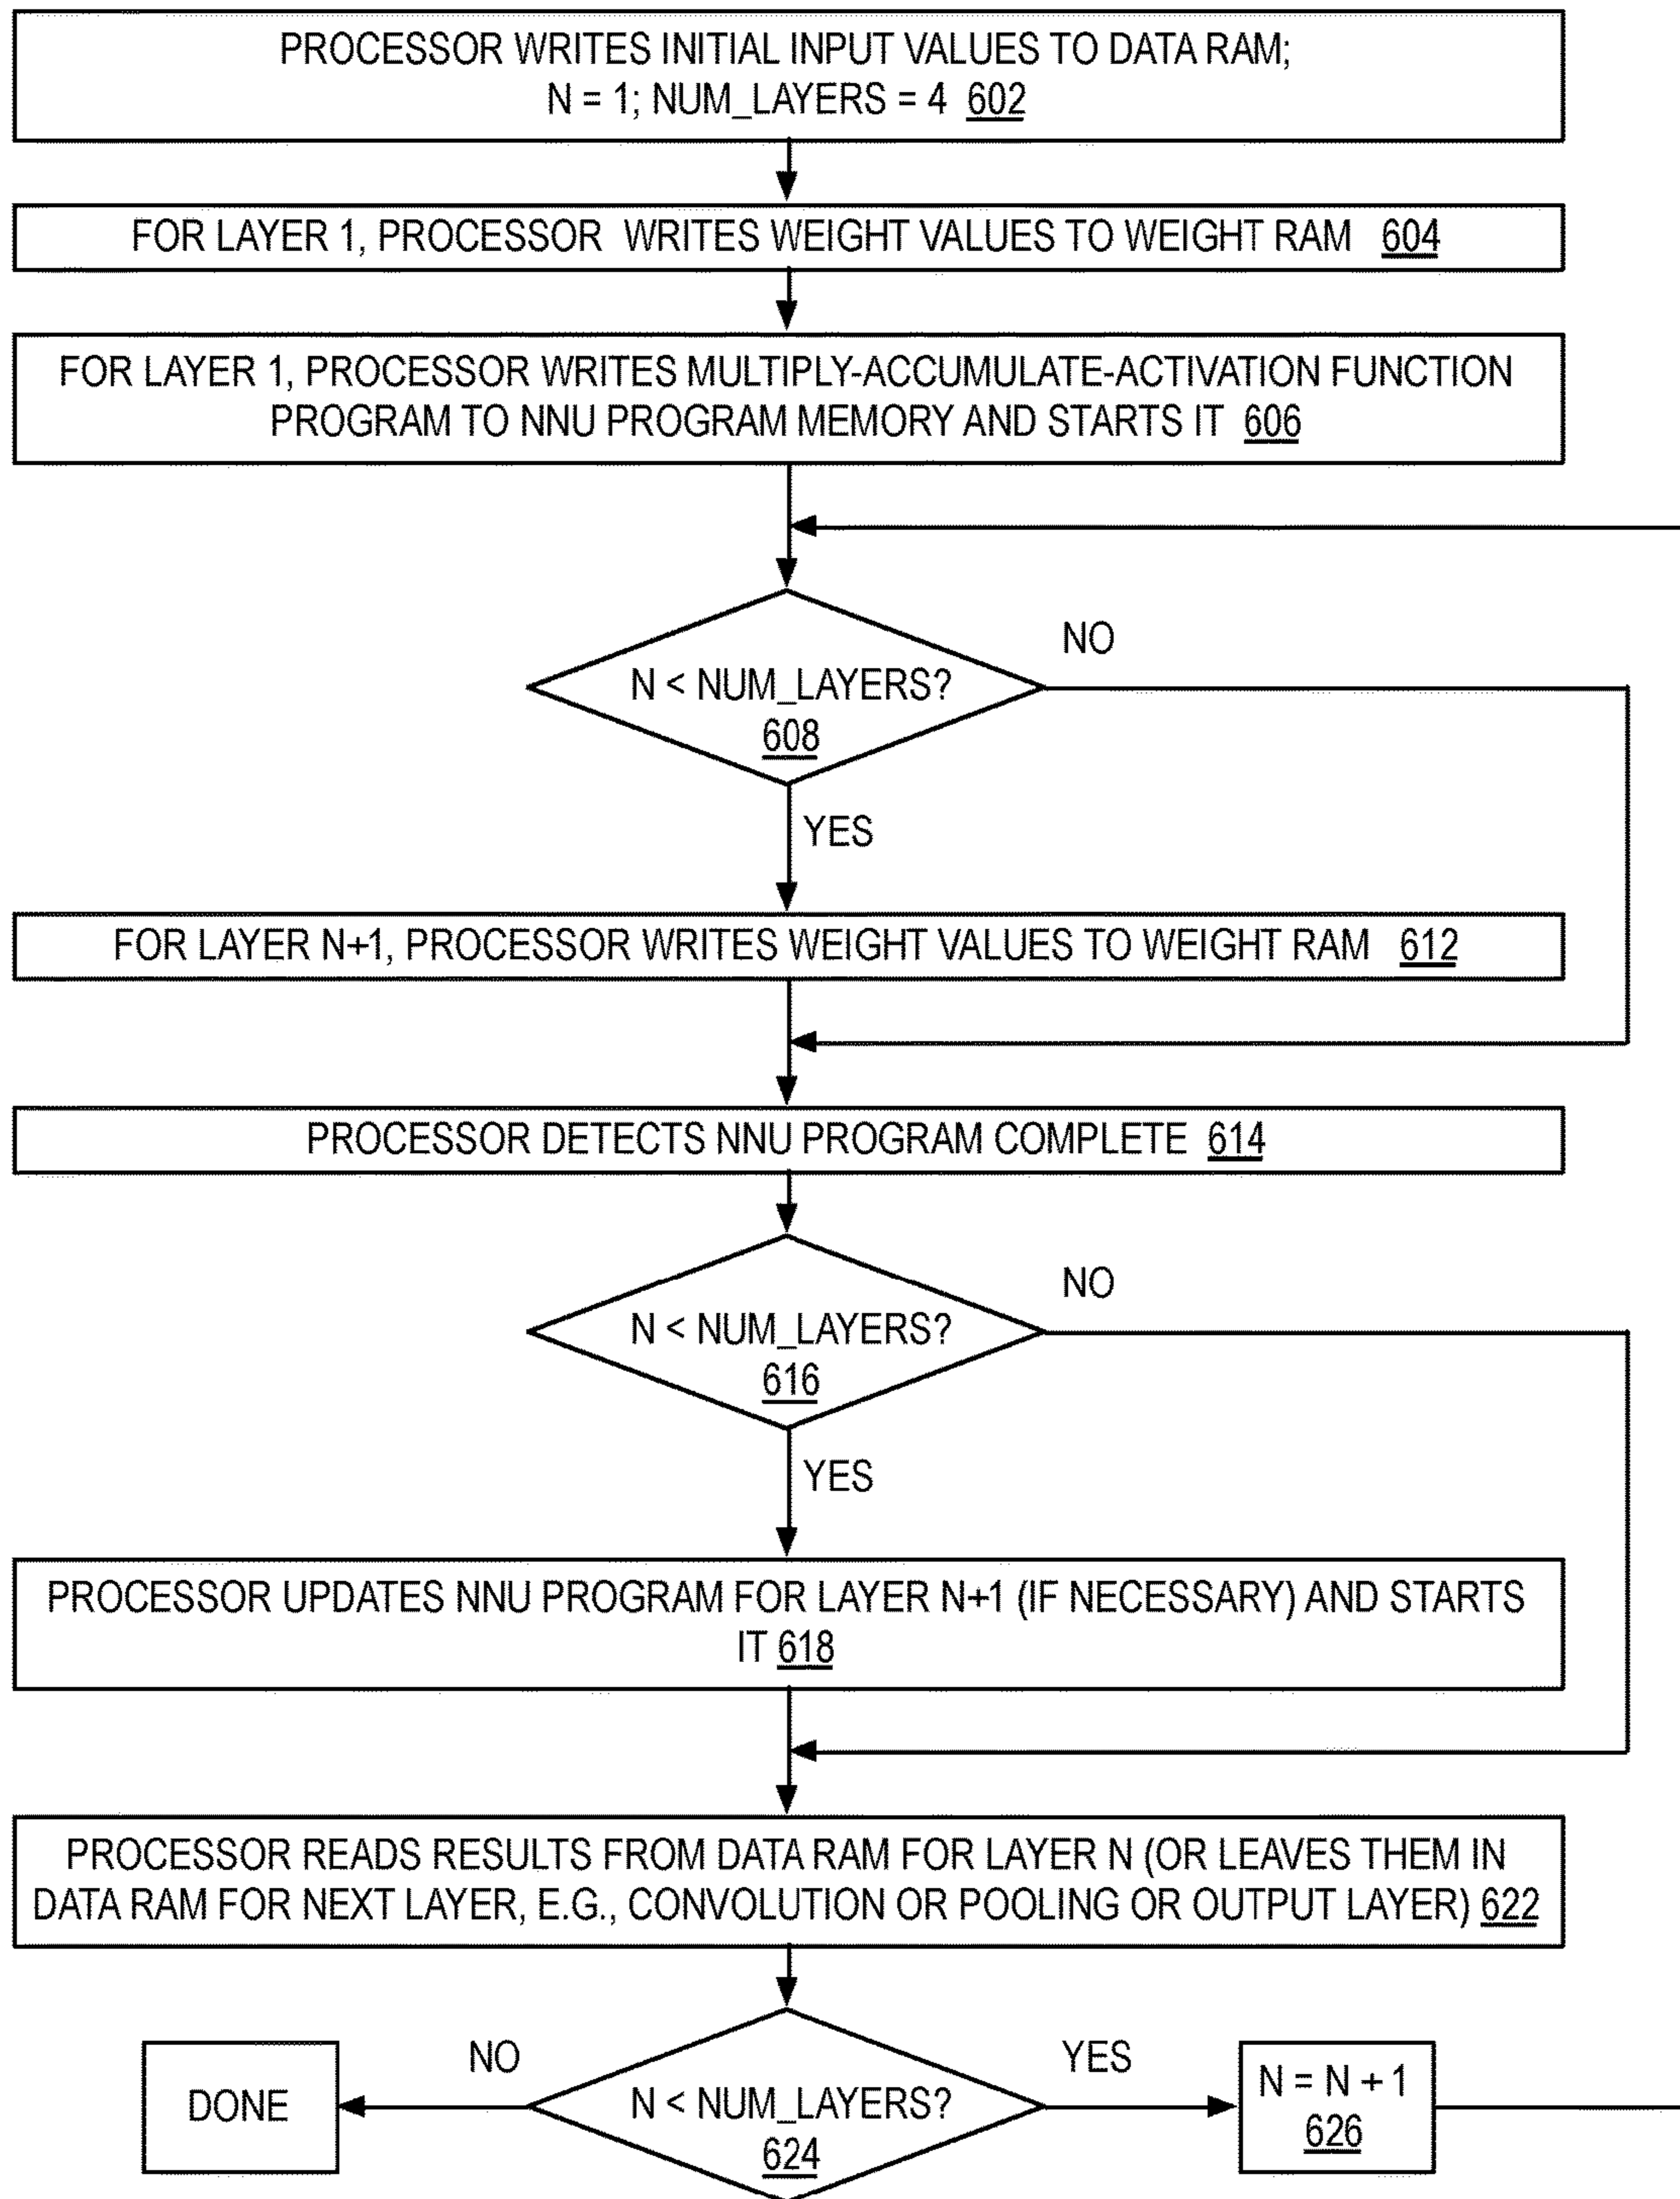 PROCESSOR WRITES INITIAL INPUT VALUES TO DATA RAM;
N = 1; NUM_LAYERS = 4 602
FOR LAYER 1, PROCESSOR WRITES WEIGHT VALUES TO WEIGHT RAM 604
FOR LAYER 1, PROCESSOR WRITES MULTIPLY-ACCUMULATE-ACTIVATION FUNCTION
PROGRAM TO NNU PROGRAM MEMORY AND STARTS IT 606
NO
N < NUM_LAYERS?
608
YES
FOR LAYER N+1, PROCESSOR WRITES WEIGHT VALUES TO WEIGHT RAM 612
PROCESSOR DETECTS NNU PROGRAM COMPLETE 614
NO
N < NUM_LAYERS?
616
YES
PROCESSOR UPDATES NNU PROGRAM FOR LAYER N+1 (IF NECESSARY) AND STARTS
IT 618
PROCESSOR READS RESULTS FROM DATA RAM FOR LAYER N (OR LEAVES THEM IN
DATA RAM FOR NEXT LAYER, E.G., CONVOLUTION OR POOLING OR OUTPUT LAYER) 622
NO
YES
DONE
N < NUM_LAYERS?
624
N = N + 1
626